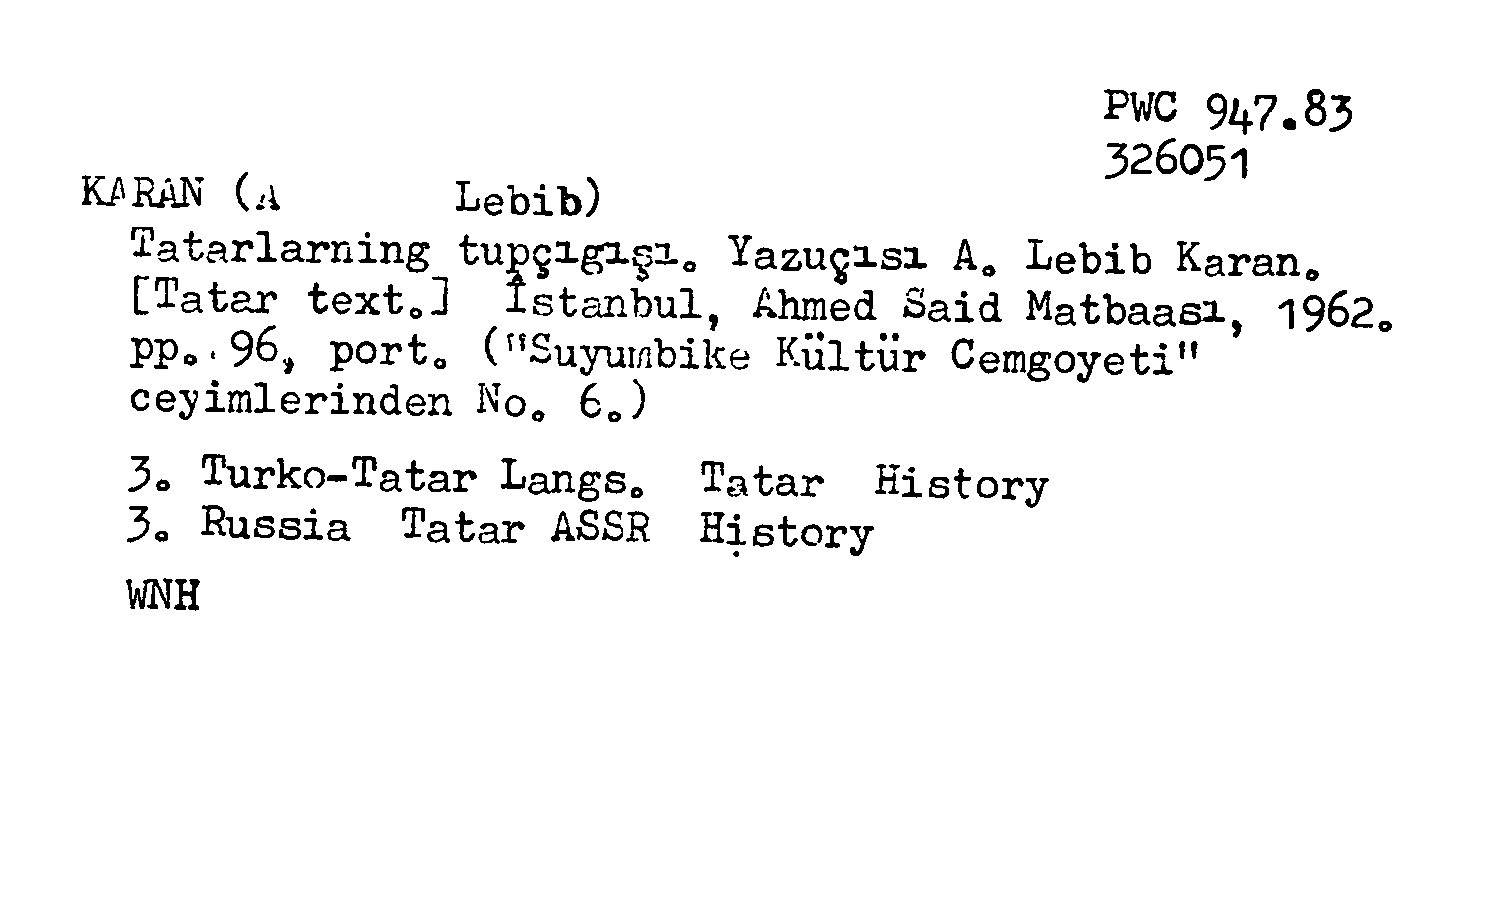 PWC 947.83
326051
KARAN (A Lebib)
Tatarlarning tupçıgışı. Yazuçısı A. Lebib Karan.
[Tatar text.] İstanbul, Ahmed Said Matbaası, 1962.
pp. 96, port. ("Suyumbike Kültür Cemgoyeti"
ceyimlerinden No. 6.)
3. Turko-Tatar Langs. Tatar History
3. Russia Tatar ASSR History
WNH